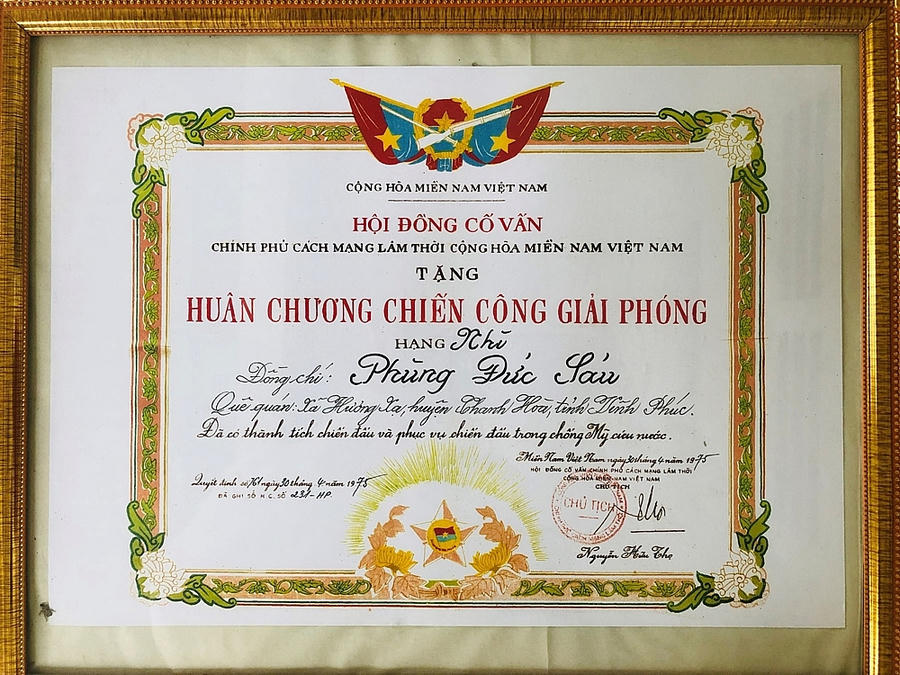 CỘNG HÒA MIỀN NAM VIỆT NAM
HỘI ĐỒNG CỐ VẤN
CHÍNH PHỦ CÁCH MẠNG LÂM THỜI CỘNG HÒA MIỀN NAM VIỆT NAM
TẶNG
HUÂN CHƯƠNG CHIẾN CÔNG GIẢI PHÓNG
HẠNG Nhì
Đồng chí: Phùng Đức Sáu
Quê quán: Xã Hương Xạ, huyện Thanh Hoà, tỉnh Vĩnh Phúc.
Đã có thành tích chiến đấu và phục vụ chiến đấu trong chống Mỹ cứu nước.
Miền Nam Việt Nam ngày 30 tháng 4 năm 1975
HỘI ĐỒNG CỐ VẤN CHÍNH PHỦ CÁCH MẠNG LÂM THỜI
CỘNG HÒA MIỀN NAM VIỆT NAM
CHỦ TỊCH
Quyết định số 761 ngày 30 tháng 4 năm 1975
ĐÃ GHI SỔ H.C. SỐ 231-HP
CHỦ TỊCH
Nguyễn Hữu Thọ